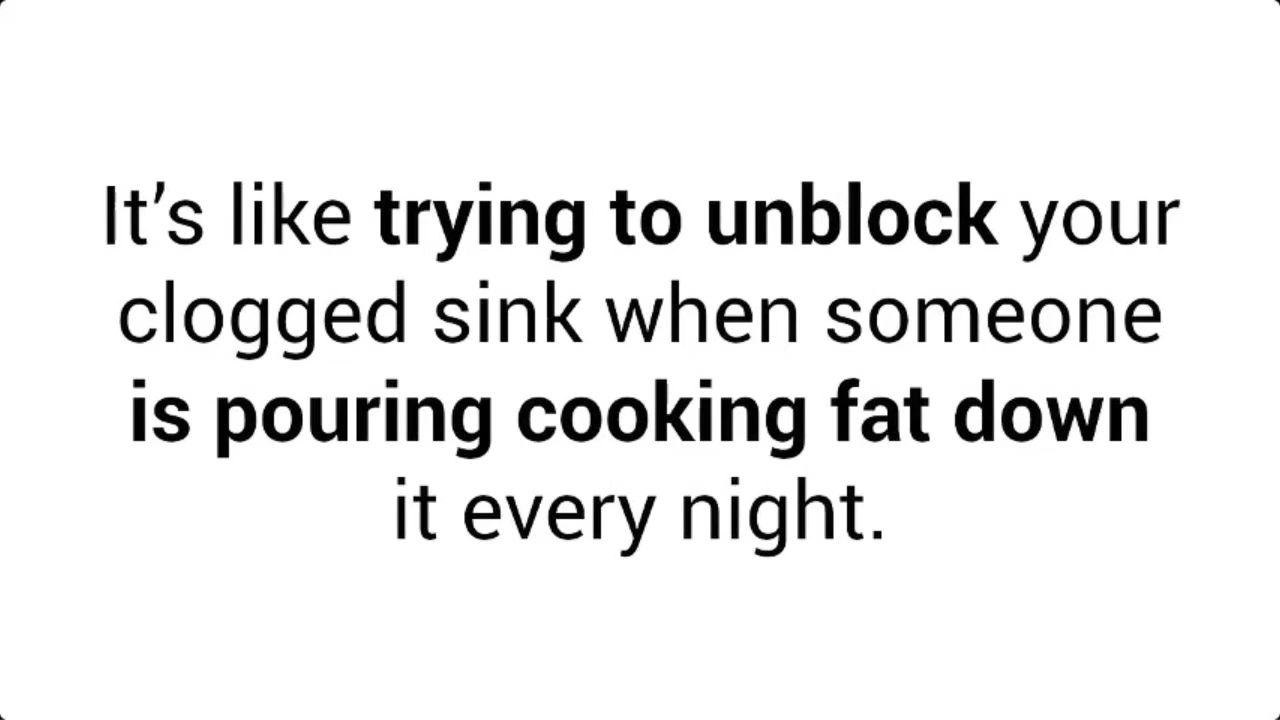 It’s like trying to unblock your
clogged sink when someone
is pouring cooking fat down
it every night.